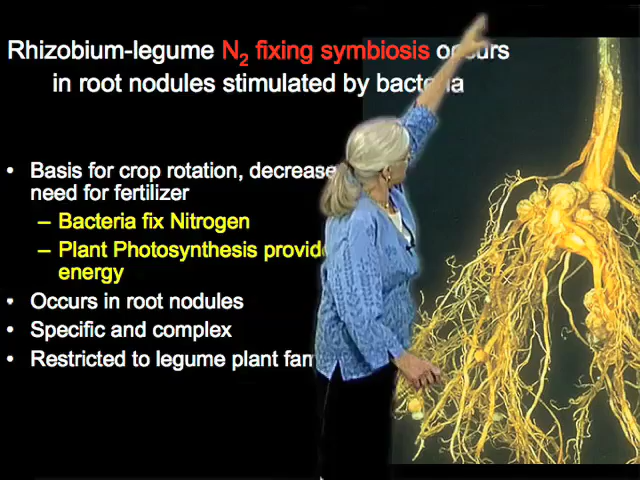 Rhizobium-legume N2 fixing symbiosis occurs
in root nodules stimulated by bacteria
• Basis for crop rotation, decrease
need for fertilizer
– Bacteria fix Nitrogen
– Plant Photosynthesis provide
energy
• Occurs in root nodules
• Specific and complex
• Restricted to legume plant fam